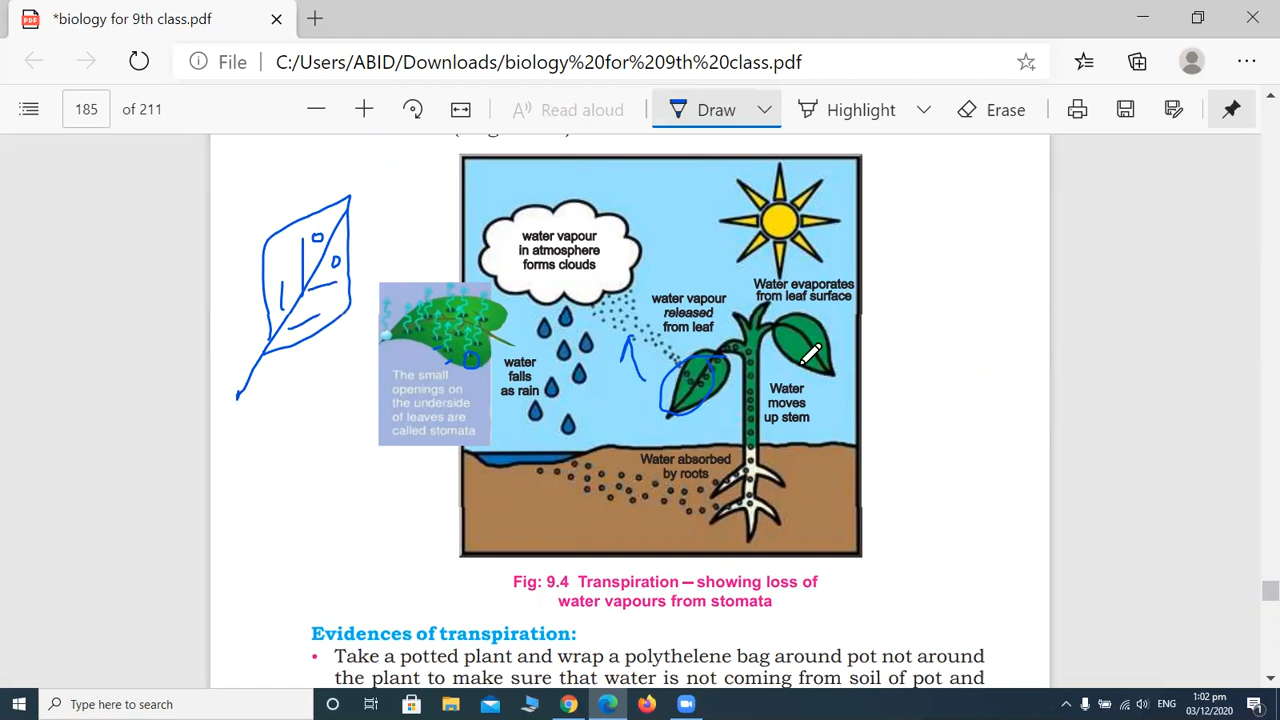 *biology for 9th class.pdf
File
C:/Users/ABID/Downloads/biology%20for%209th%20class.pdf
185 of 211
Read aloud
Draw
Highlight
Erase
water vapour
in atmosphere
forms clouds
Water evaporates
from leaf surface
water vapour
released
from leaf
water
falls
as rain
The small
openings on
the underside
of leaves are
called stomata
Water
moves
up stem
Water absorbed
by roots
Fig: 9.4 Transpiration – showing loss of
water vapours from stomata
Evidences of transpiration:
• Take a potted plant and wrap a polythelene bag around pot not around
the plant to make sure that water is not coming from soil of pot and
Type here to search
ENG
1:02 pm
03/12/2020